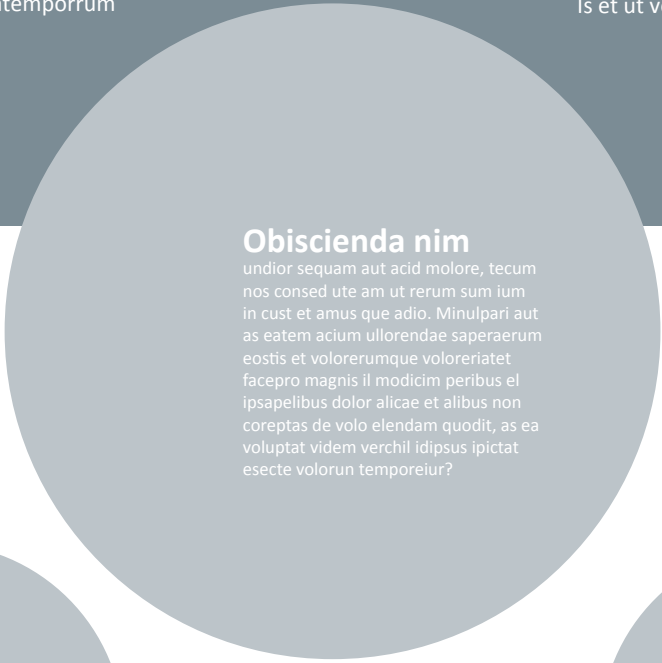 temporrum
Is et ut
Obiscienda nim
undior sequam aut acid molore, tecum
nos consed ute am ut rerum sum ium
in cust et amus que adio. Minulpari aut
as eatem acium ullorendae saperaerum
eostis et volorerumque voloreriatet
facepro magnis il modicim peribus el
ipsapelibus dolor alicae et alibus non
coreptas de volo elendam quodit, as ea
voluptat videm verchil idipsus ipictat
esecte volorun temporeiur?